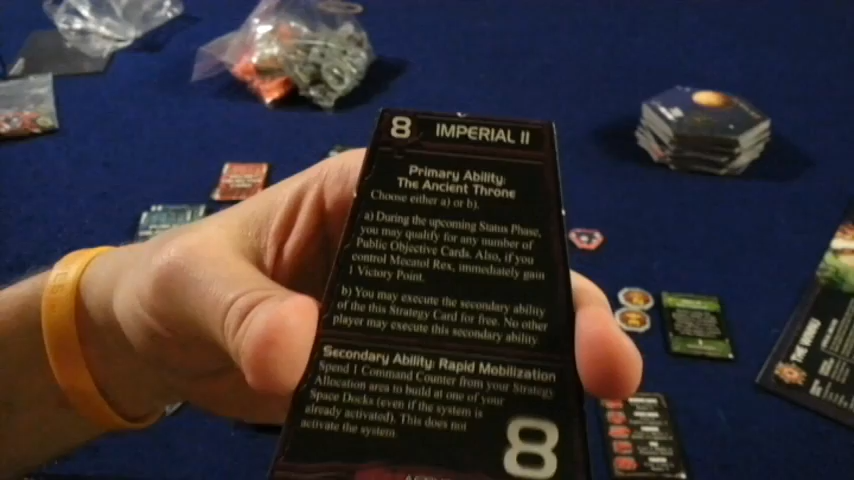 8 IMPERIAL II
Primary Ability:
The Ancient Throne
Choose either a) or b).
a) During the upcoming Status Phase,
you may qualify for any number of
Public Objective Cards. Also, if you
control Mecatol Rex, immediately gain
1 Victory Point.
b) You may execute the secondary ability
of the this Strategy Card for free. No other
player may execute this secondary ability
Secondary Ability: Rapid Mobilization
Spend 1 Command Counter from your Strategy
Allocation area to build at one of your
Space Docks (even if the system is
already activated). This does not
activate the system.
8
THE WINNU